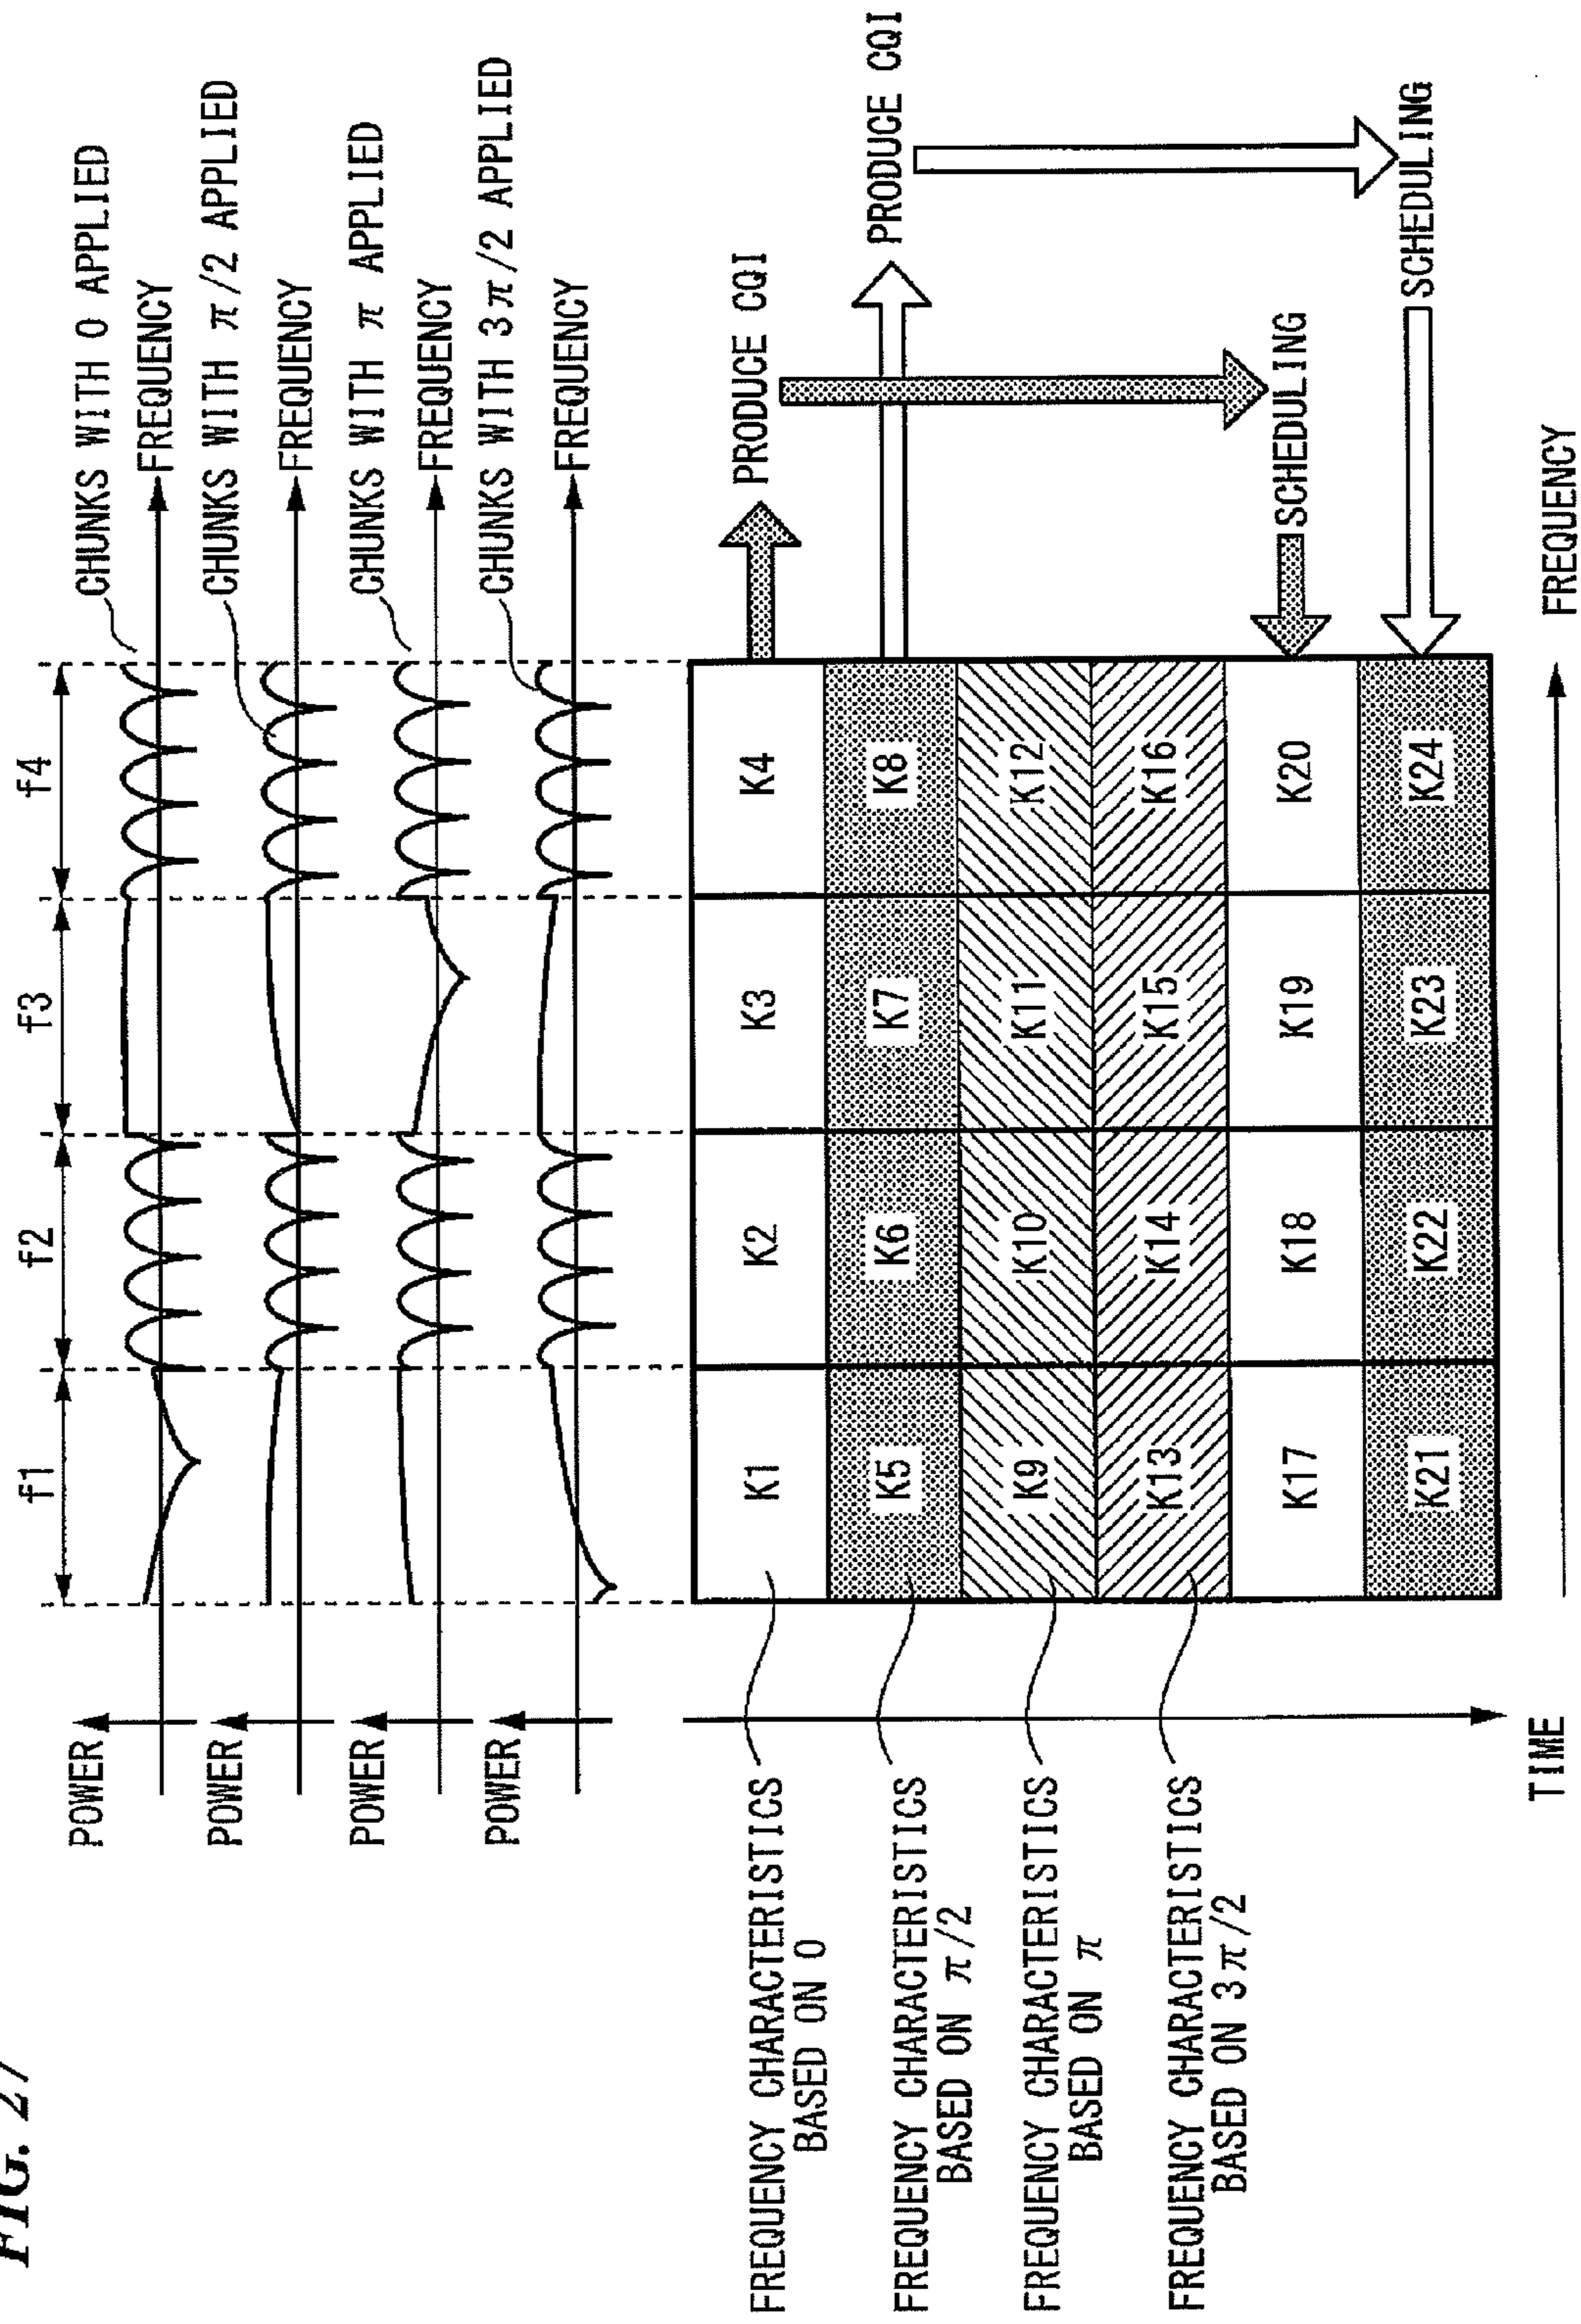 FIG. 27
f1
f2
f3
f4
POWER
CHUNKS WITH 0 APPLIED
FREQUENCY
POWER
CHUNKS WITH π/2 APPLIED
FREQUENCY
POWER
CHUNKS WITH π APPLIED
FREQUENCY
POWER
CHUNKS WITH 3π/2 APPLIED
FREQUENCY
FREQUENCY CHARACTERISTICS
BASED ON 0
K1
K2
K3
K4
PRODUCE CQI
FREQUENCY CHARACTERISTICS
BASED ON π/2
K5
K6
K7
K8
PRODUCE CQI
FREQUENCY CHARACTERISTICS
BASED ON π
K9
K10
K11
K12
FREQUENCY CHARACTERISTICS
BASED ON 3π/2
K13
K14
K15
K16
K17
K18
K19
K20
SCHEDULING
K21
K22
K23
K24
SCHEDULING
TIME
FREQUENCY